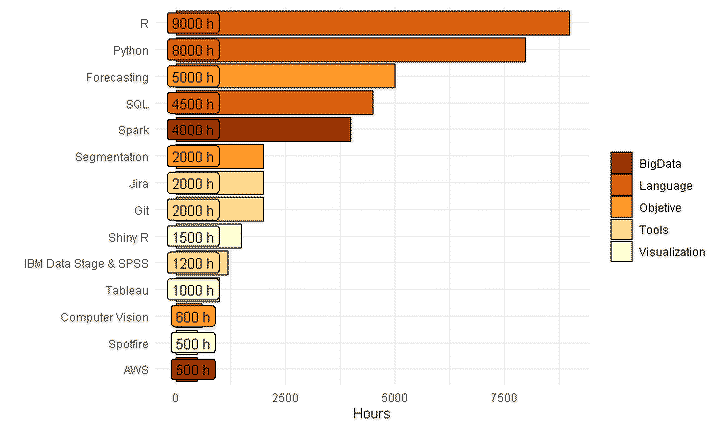 R 9000 h
Python 8000 h
Forecasting 5000 h
SQL 4500 h
Spark 4000 h
Segmentation 2000 h
Jira 2000 h
Git 2000 h
Shiny R 1500 h
IBM Data Stage & SPSS 1200 h
Tableau 1000 h
Computer Vision 600 h
Spotfire 500 h
AWS 500 h
0 2500 5000 7500
Hours
BigData
Language
Objetive
Tools
Visualization